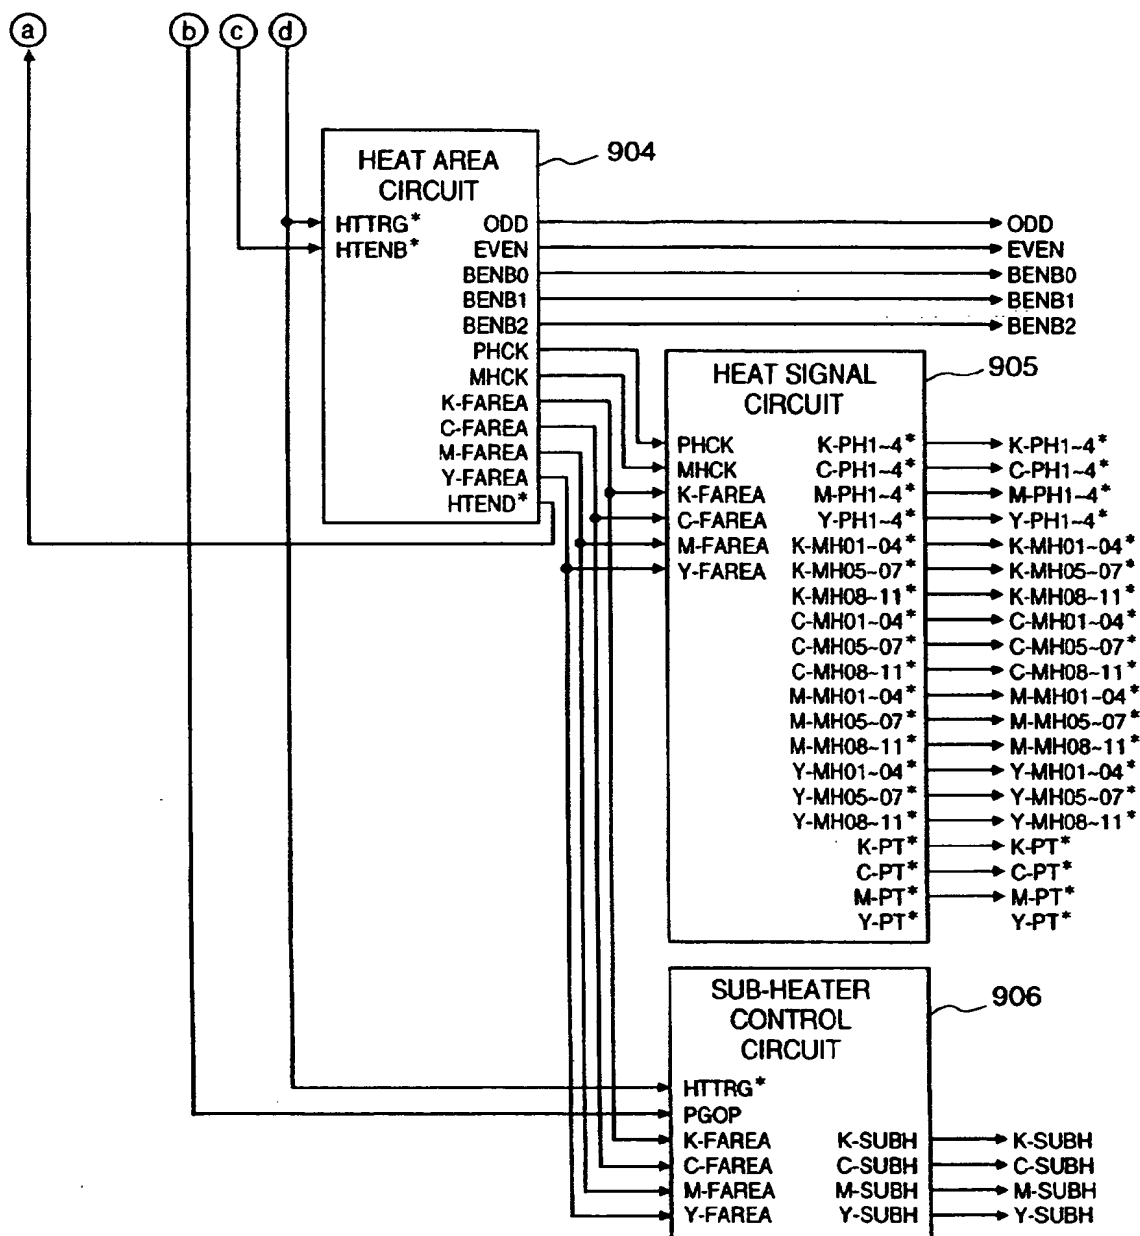 a b c d
HEAT AREA
CIRCUIT
904
HTTRG*
HTENB*
ODD
EVEN
BENB0
BENB1
BENB2
PHCK
MHCK
K-FAREA
C-FAREA
M-FAREA
Y-FAREA
HTEND*
ODD
EVEN
BENB0
BENB1
BENB2
HEAT SIGNAL
CIRCUIT
905
PHCK
MHCK
K-FAREA
C-FAREA
M-FAREA
Y-FAREA
K-PH1~4*
C-PH1~4*
M-PH1~4*
Y-PH1~4*
K-MH01~04*
K-MH05~07*
K-MH08~11*
C-MH01~04*
C-MH05~07*
C-MH08~11*
M-MH01~04*
M-MH05~07*
M-MH08~11*
Y-MH01~04*
Y-MH05~07*
Y-MH08~11*
K-PT*
C-PT*
M-PT*
Y-PT*
K-PH1~4*
C-PH1~4*
M-PH1~4*
Y-PH1~4*
K-MH01~04*
K-MH05~07*
K-MH08~11*
C-MH01~04*
C-MH05~07*
C-MH08~11*
M-MH01~04*
M-MH05~07*
M-MH08~11*
Y-MH01~04*
Y-MH05~07*
Y-MH08~11*
K-PT*
C-PT*
M-PT*
Y-PT*
SUB-HEATER
CONTROL
CIRCUIT
906
HTTRG*
PGOP
K-FAREA
C-FAREA
M-FAREA
Y-FAREA
K-SUBH
C-SUBH
M-SUBH
Y-SUBH
K-SUBH
C-SUBH
M-SUBH
Y-SUBH